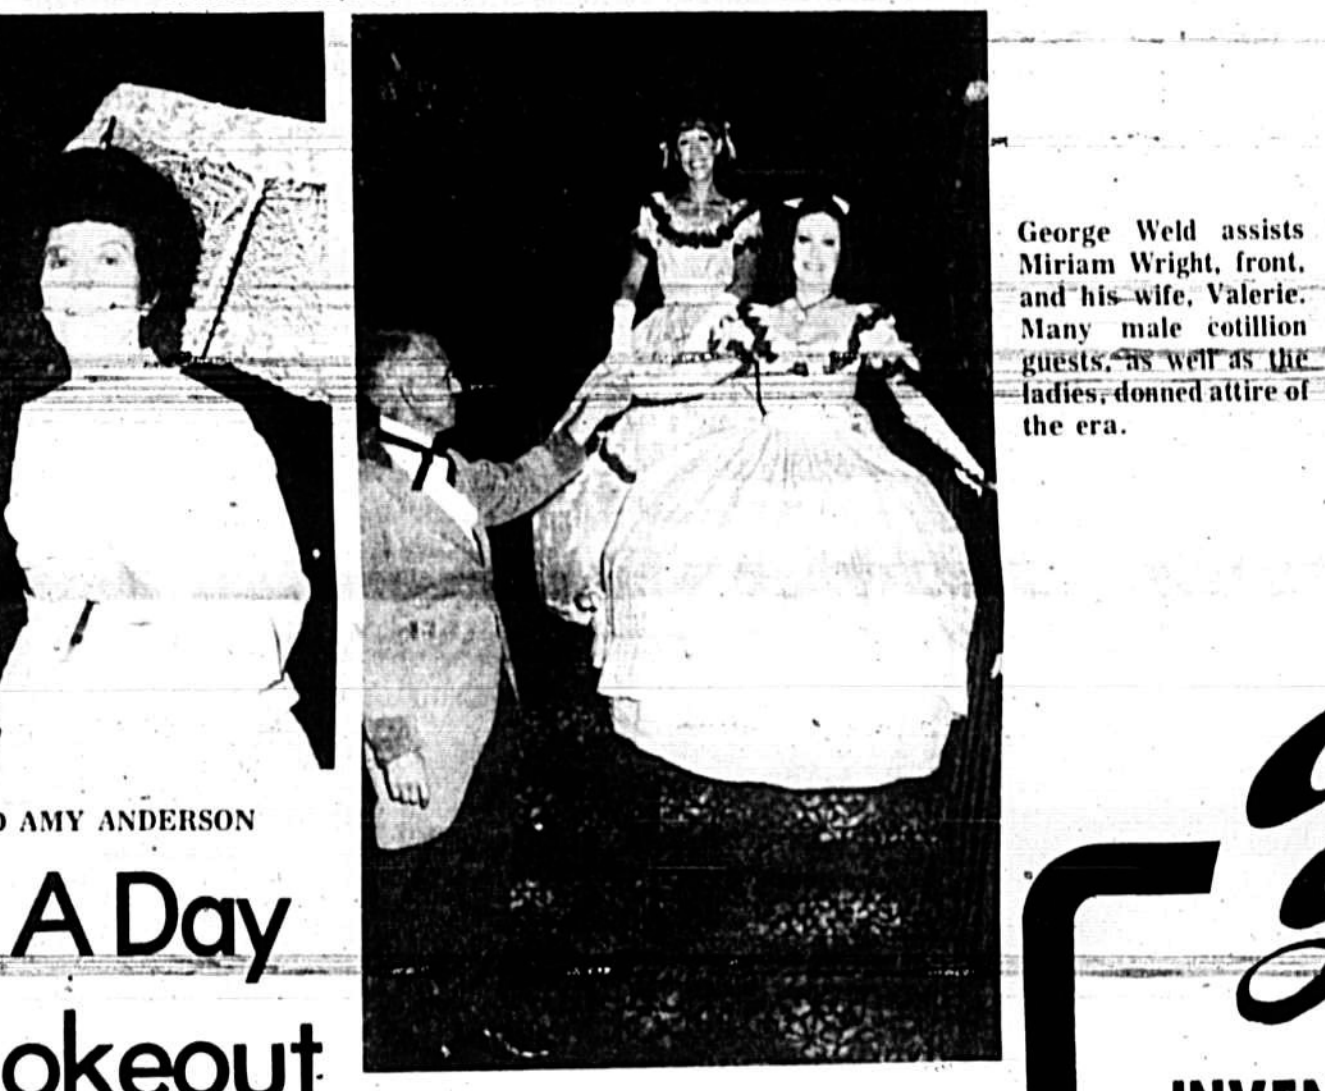 George Weld assists
Miriam Wright, front,
and his wife, Valerie.
Many male cotillion
guests, as well as the
ladies, donned attire of
the era.
AMY ANDERSON
A Day
okeout
INVEN